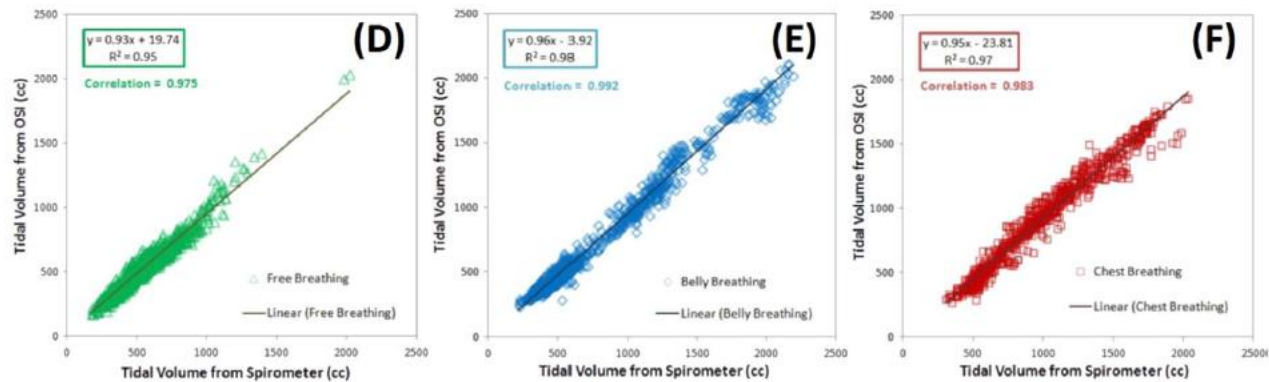 (D)
y = 0.93x + 19.74
R² = 0.95
Correlation = 0.975
2500
2000
1500
1000
500
0
Tidal Volume from OSI (cc)
Free Breathing
Linear (Free Breathing)
0 500 1000 1500 2000 2500
Tidal Volume from Spirometer (cc)
(E)
y = 0.96x - 3.92
R² = 0.98
Correlation = 0.992
2500
2000
1500
1000
500
0
Tidal Volume from OSI (cc)
Belly Breathing
Linear (Belly Breathing)
0 500 1000 1500 2000 2500
Tidal Volume from Spirometer (cc)
(F)
y = 0.95x - 23.81
R² = 0.97
Correlation = 0.983
2500
2000
1500
1000
500
0
Tidal Volume from OSI (cc)
Chest Breathing
Linear (Chest Breathing)
0 500 1000 1500 2000 2500
Tidal Volume from Spirometer (cc)